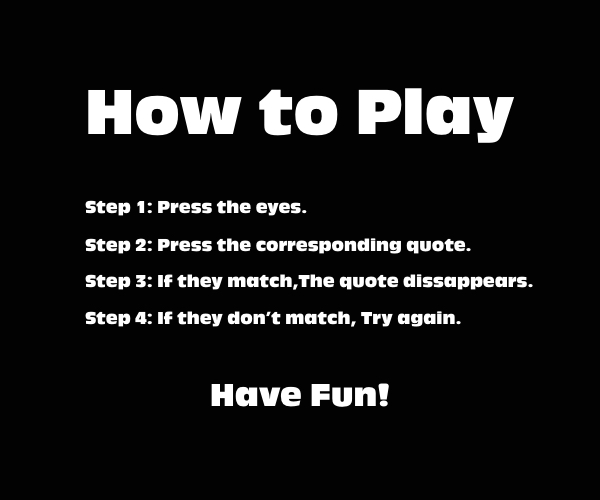 How to Play
Step 1: Press the eyes.
Step 2: Press the corresponding quote.
Step 3: If they match,The quote dissappears.
Step 4: If they don't match, Try again.
Have Fun!